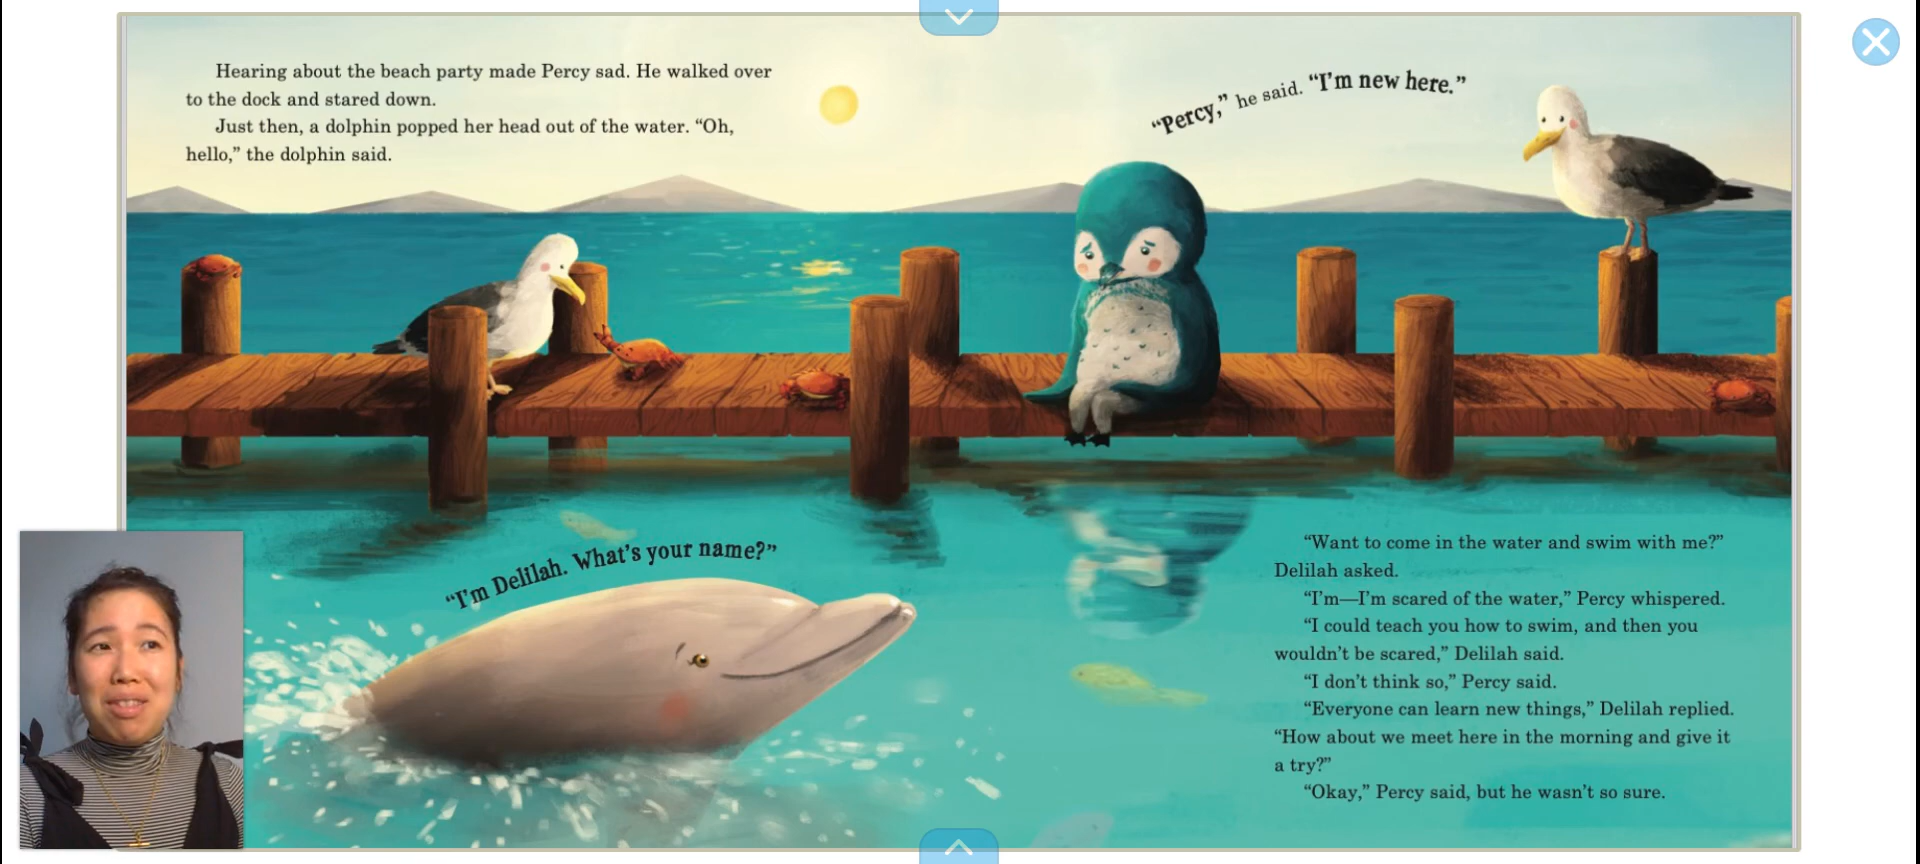 Hearing about the beach party made Percy sad. He walked over
to the dock and stared down.
Just then, a dolphin popped her head out of the water. “Oh,
hello,” the dolphin said.
“I’m Delilah. What’s your name?”
“Percy,” he said. “I’m new here.”
“Want to come in the water and swim with me?”
Delilah asked.
“I’m—I’m scared of the water,” Percy whispered.
“I could teach you how to swim, and then you
wouldn’t be scared,” Delilah said.
“I don’t think so,” Percy said.
“Everyone can learn new things,” Delilah replied.
“How about we meet here in the morning and give it
a try?”
“Okay,” Percy said, but he wasn’t so sure.